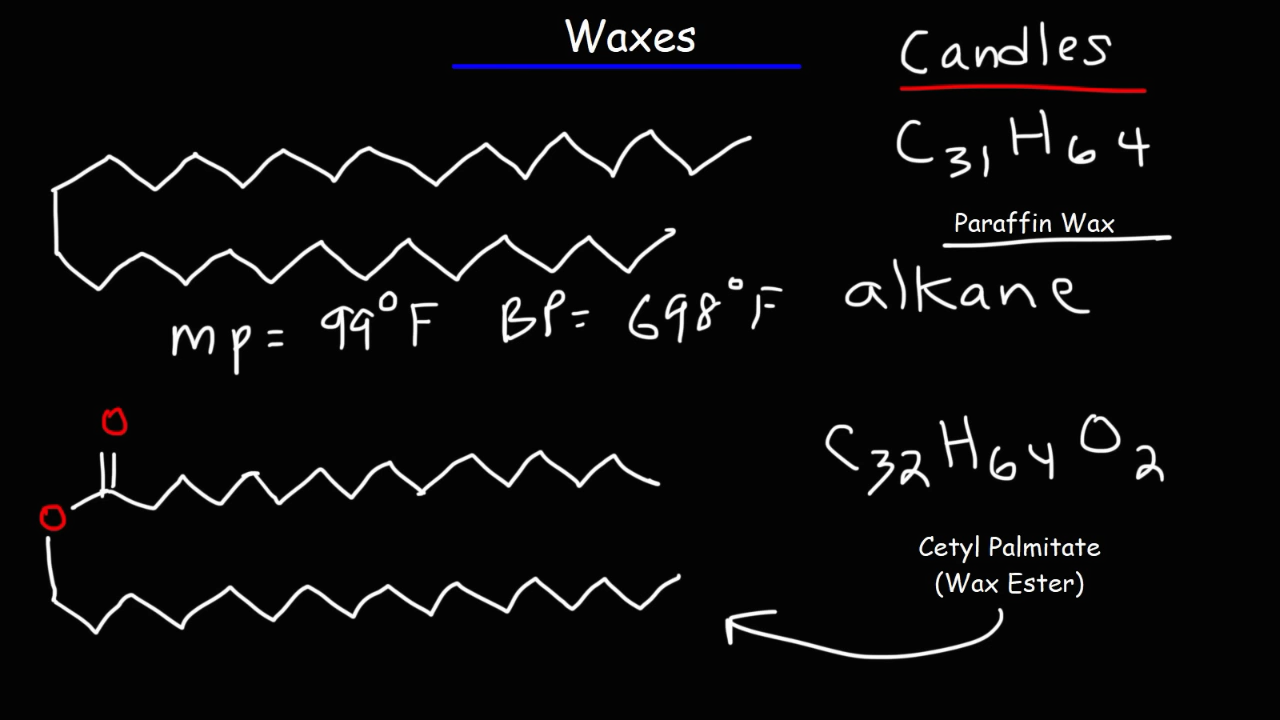 Waxes
Candles
C31H64
Paraffin Wax
alkane
mp = 99°F BP = 698°F
O
O
C32H64O2
Cetyl Palmitate
(Wax Ester)